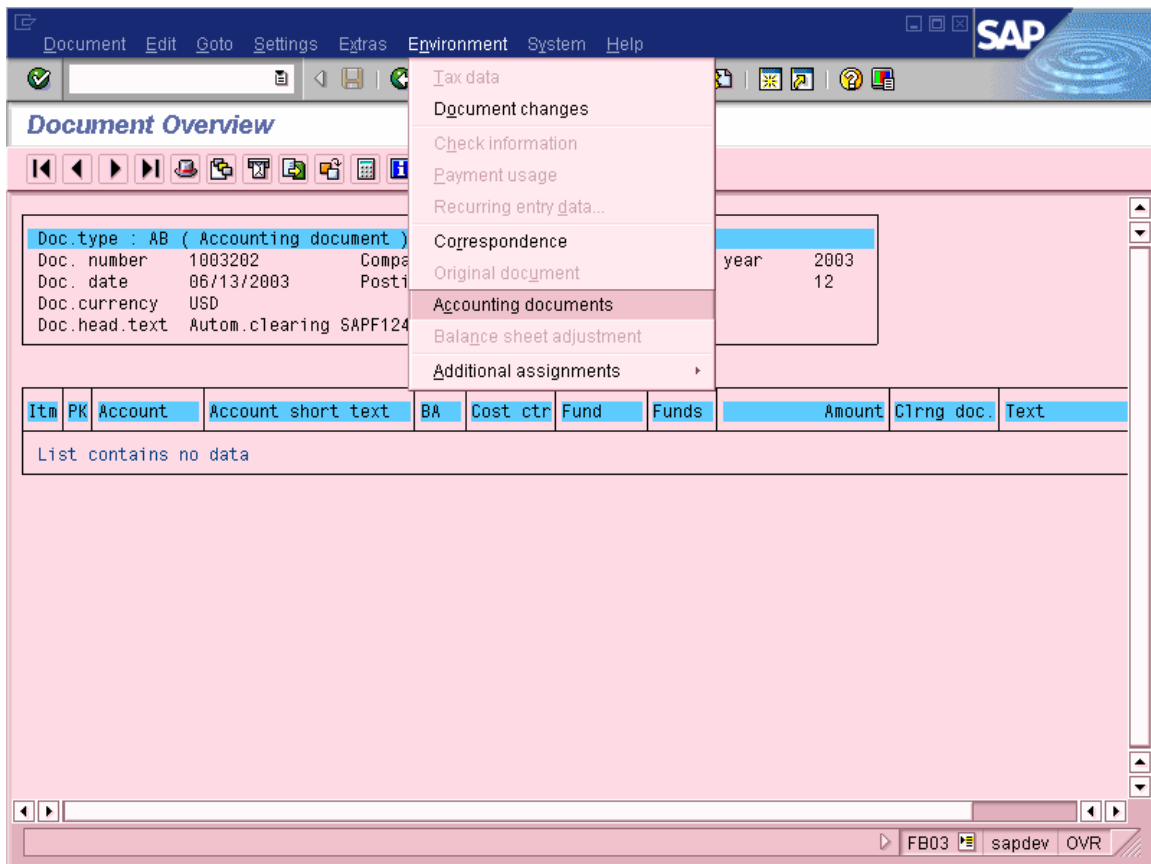 Document Edit Goto Settings Extras Environment System Help
SAP
Tax data
Document changes
Check information
Payment usage
Recurring entry data...
Correspondence
Original document
Accounting documents
Balance sheet adjustment
Additional assignments
Document Overview
Doc.type : AB ( Accounting document )
Doc. number 1003202 Compa year 2003
Doc. date 06/13/2003 Posti 12
Doc.currency USD
Doc.head.text Autom.clearing SAPF124
Itm PK Account Account short text BA Cost ctr Fund Funds Amount Clrng doc. Text
List contains no data
FB03 sapdev OVR